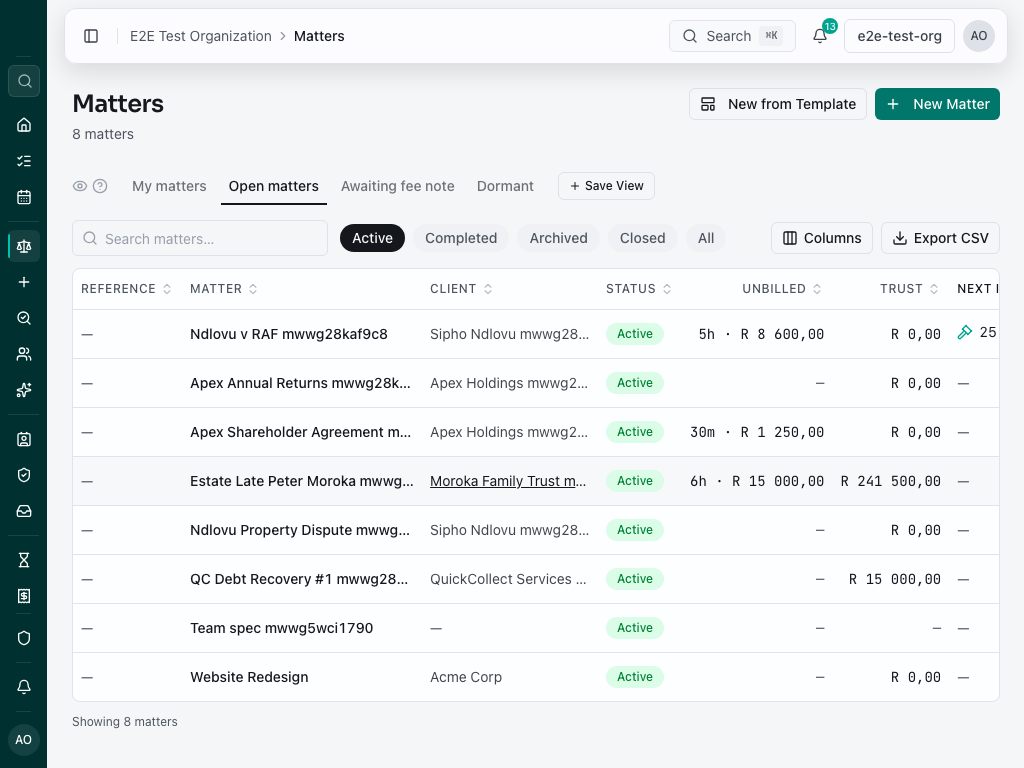 E2E Test Organization > Matters
Search ⌘K
13
e2e-test-org
AO
Matters
8 matters
New from Template
+ New Matter
My matters
Open matters
Awaiting fee note
Dormant
+ Save View
Search matters...
Active
Completed
Archived
Closed
All
Columns
Export CSV
REFERENCE MATTER CLIENT STATUS UNBILLED TRUST NEXT
— Ndlovu v RAF mwwg28kaf9c8 Sipho Ndlovu mwwg28... Active 5h · R 8 600,00 R 0,00 25
— Apex Annual Returns mwwg28k... Apex Holdings mwwg2... Active — R 0,00 —
— Apex Shareholder Agreement m... Apex Holdings mwwg2... Active 30m · R 1 250,00 R 0,00 —
— Estate Late Peter Moroka mwwg... Moroka Family Trust m... Active 6h · R 15 000,00 R 241 500,00 —
— Ndlovu Property Dispute mwwg... Sipho Ndlovu mwwg28... Active — R 0,00 —
— QC Debt Recovery #1 mwwg28... QuickCollect Services ... Active — R 15 000,00 —
— Team spec mwwg5wci1790 — Active — — —
— Website Redesign Acme Corp Active — R 0,00 —
Showing 8 matters
AO